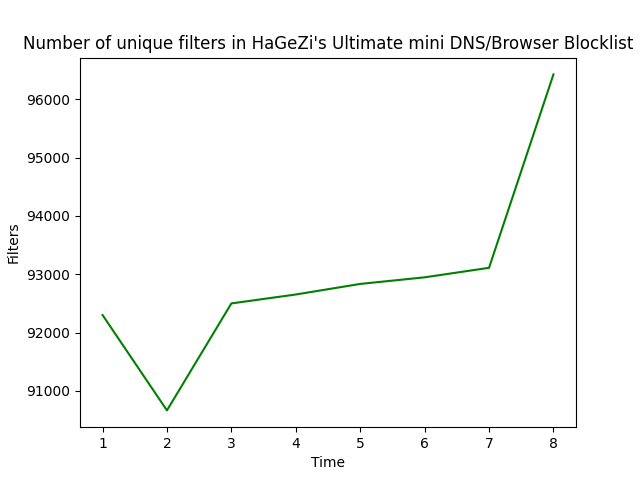 Number of unique filters in HaGeZi's Ultimate mini DNS/Browser Blocklist
96000
95000
94000
93000
92000
91000
Filters
1 2 3 4 5 6 7 8
Time